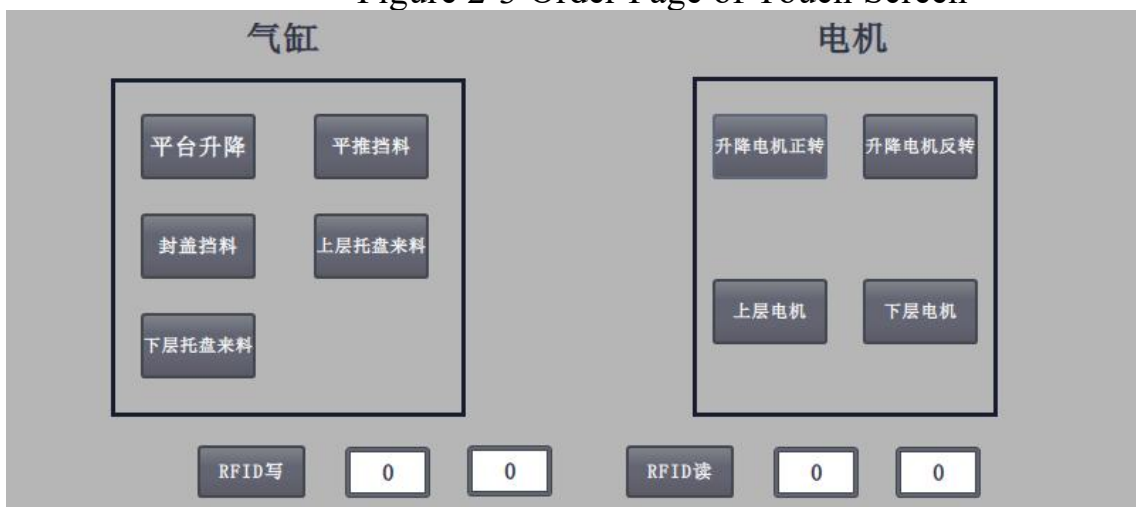 Figure 2-3 Order Page of Touch Screen
气缸
电机
平台升降
平推挡料
升降电机正转
升降电机反转
封盖挡料
上层托盘来料
上层电机
下层电机
下层托盘来料
RFID写
0
0
RFID读
0
0